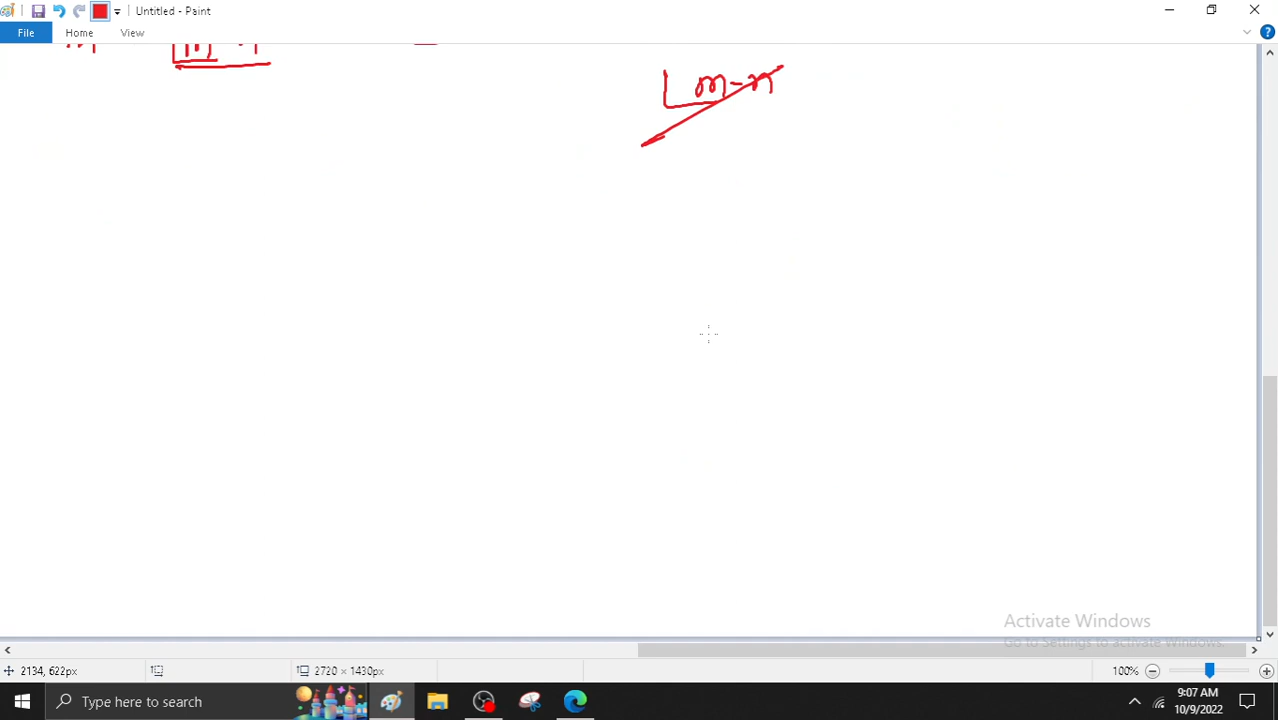 Untitled - Paint
File Home View
m-n
Activate Windows
Go to Settings to activate Windows.
2134, 622px 2720 × 1430px 100%
Type here to search
9:07 AM
10/9/2022